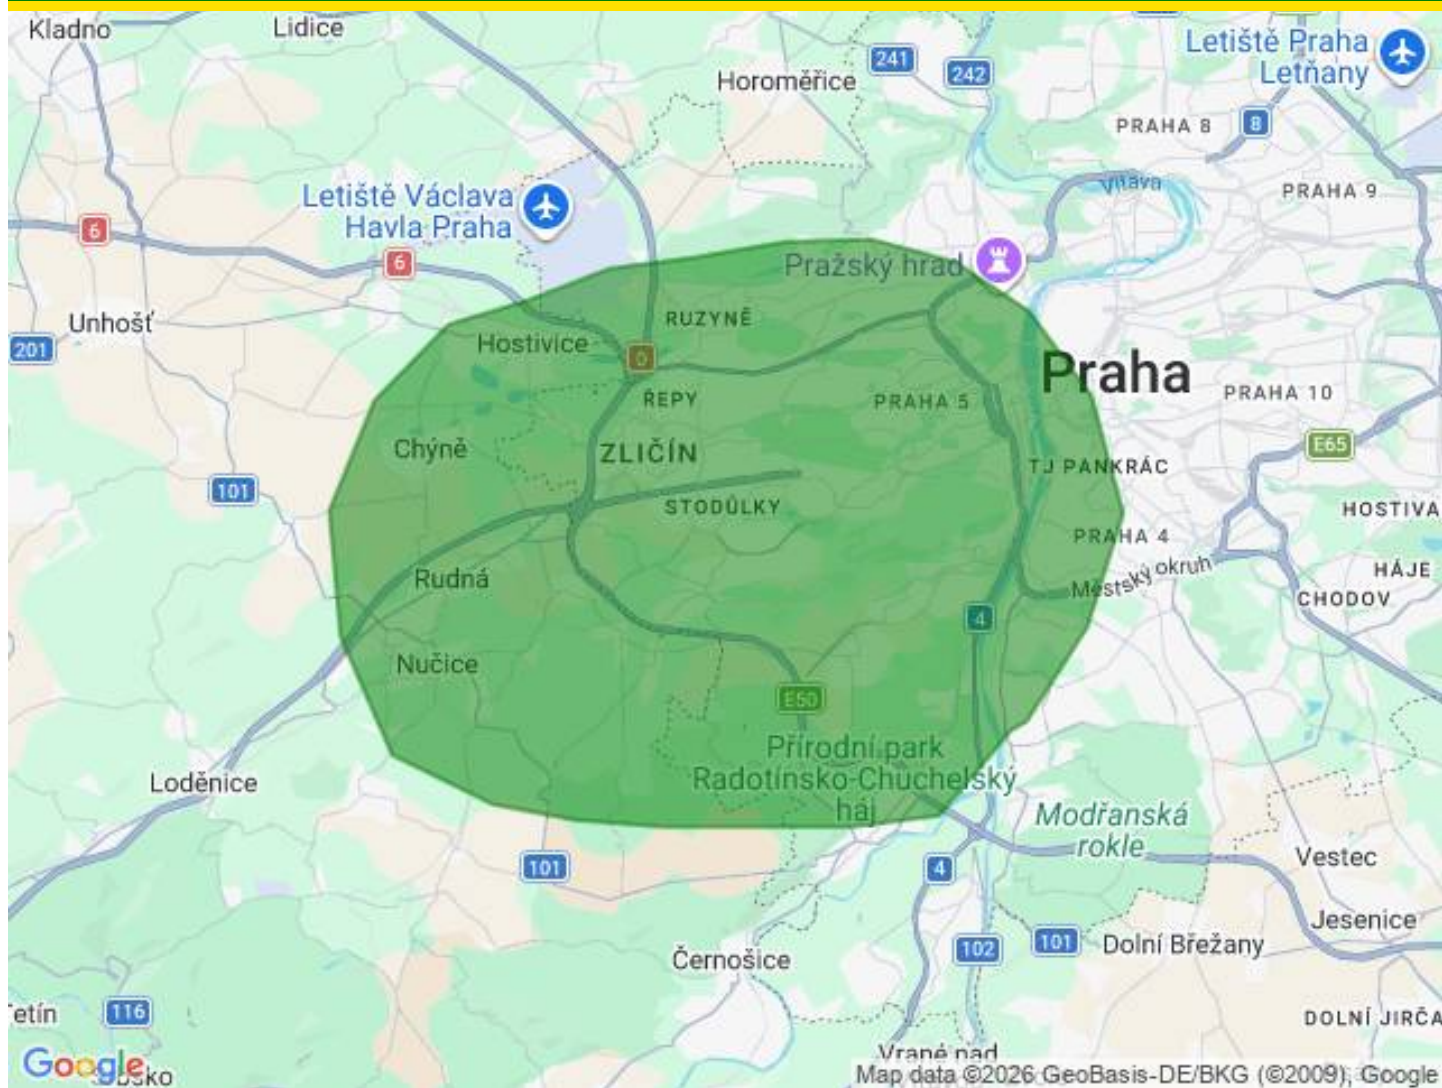 Kladno
Lidice
Horoměřice
241
242
Letiště Praha
Letňany
PRAHA 8
8
Vltava
PRAHA 9
Letiště Václava
Havla Praha
6
6
Pražský hrad
Unhošť
201
RUZYNĚ
Hostivice
0
Praha
ŘEPY
PRAHA 5
PRAHA 10
Chýně
ZLIČÍN
E65
TJ PANKRÁC
101
STODŮLKY
HOSTIVA
PRAHA 4
Rudná
Městský okruh
HÁJE
CHODOV
4
Nučice
E50
Přírodní park
Radotínsko-Chuchelský
háj
Loděnice
Modřanská
rokle
101
4
Vestec
Jesenice
Černošice
102
101
Dolní Břežany
etín
116
DOLNÍ JIRČA
Vrané nad
Google
sko
Map data ©2026 GeoBasis-DE/BKG (©2009), Google